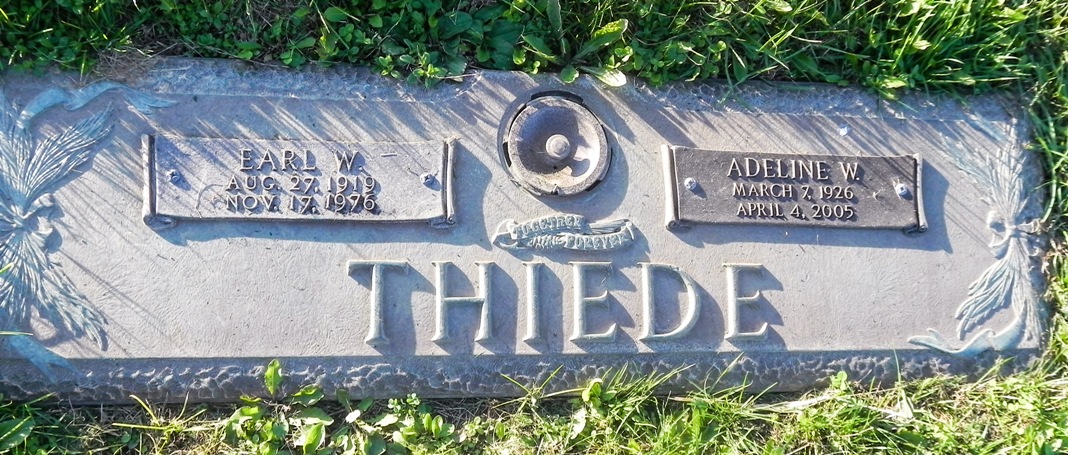 EARL W.
AUG. 27, 1919
NOV. 17, 1976
ADELINE W.
MARCH 7, 1926
APRIL 4, 2005
TOGETHER
FOREVER
THIEDE